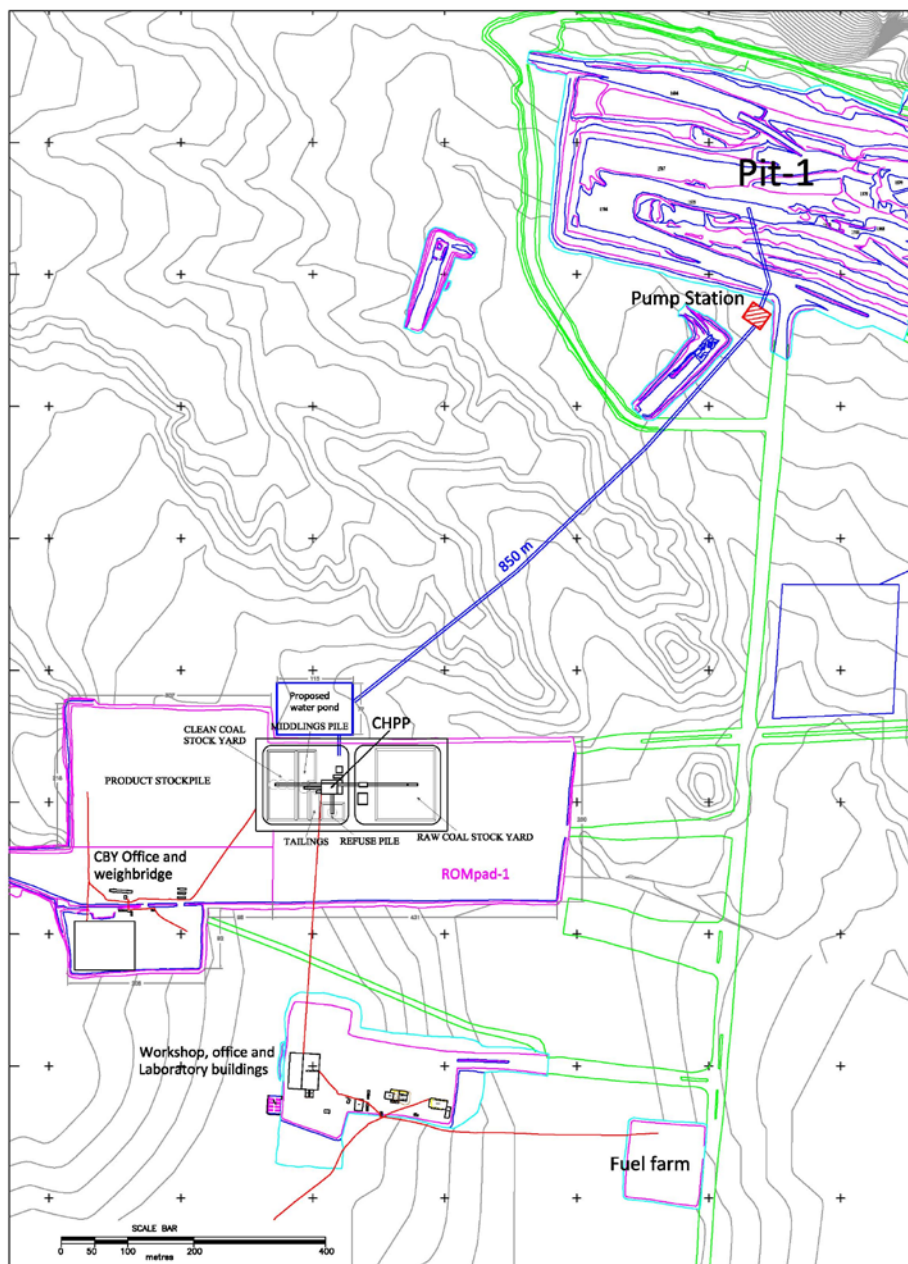 Pit-1
Pump Station
850 m
Proposed
water pond
MIDDLINGS PILE
CHPP
CLEAN COAL
STOCK YARD
PRODUCT STOCKPILE
TAILINGS
REFUSE PILE
RAW COAL STOCK YARD
CBY Office and
weighbridge
ROMpad-1
Workshop, office and
Laboratory buildings
Fuel farm
SCALE BAR
0 50 100 200 400
metres